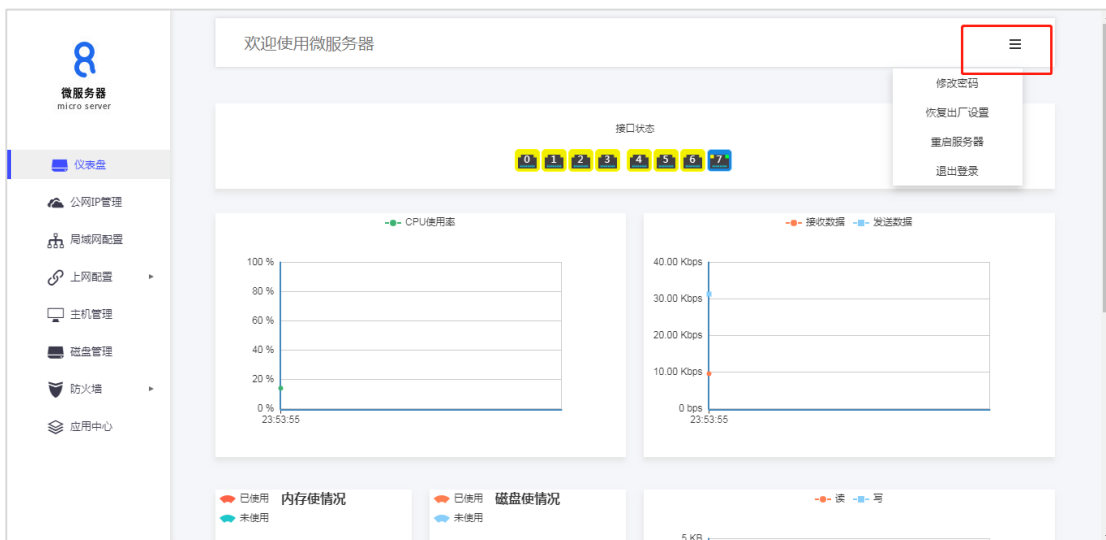 微服务器
micro server
仪表盘
公网IP管理
局域网配置
上网配置
主机管理
磁盘管理
防火墙
应用中心
欢迎使用微服务器
修改密码
恢复出厂设置
重启服务器
退出登录
接口状态
0 1 2 3 4 5 6 7
CPU使用率
100 %
80 %
60 %
40 %
20 %
0 %
23:53:55
接收数据 发送数据
40.00 Kbps
30.00 Kbps
20.00 Kbps
10.00 Kbps
0 bps
23:53:55
已使用 内存使情况
未使用
已使用 磁盘使情况
未使用
读 写
5 KB